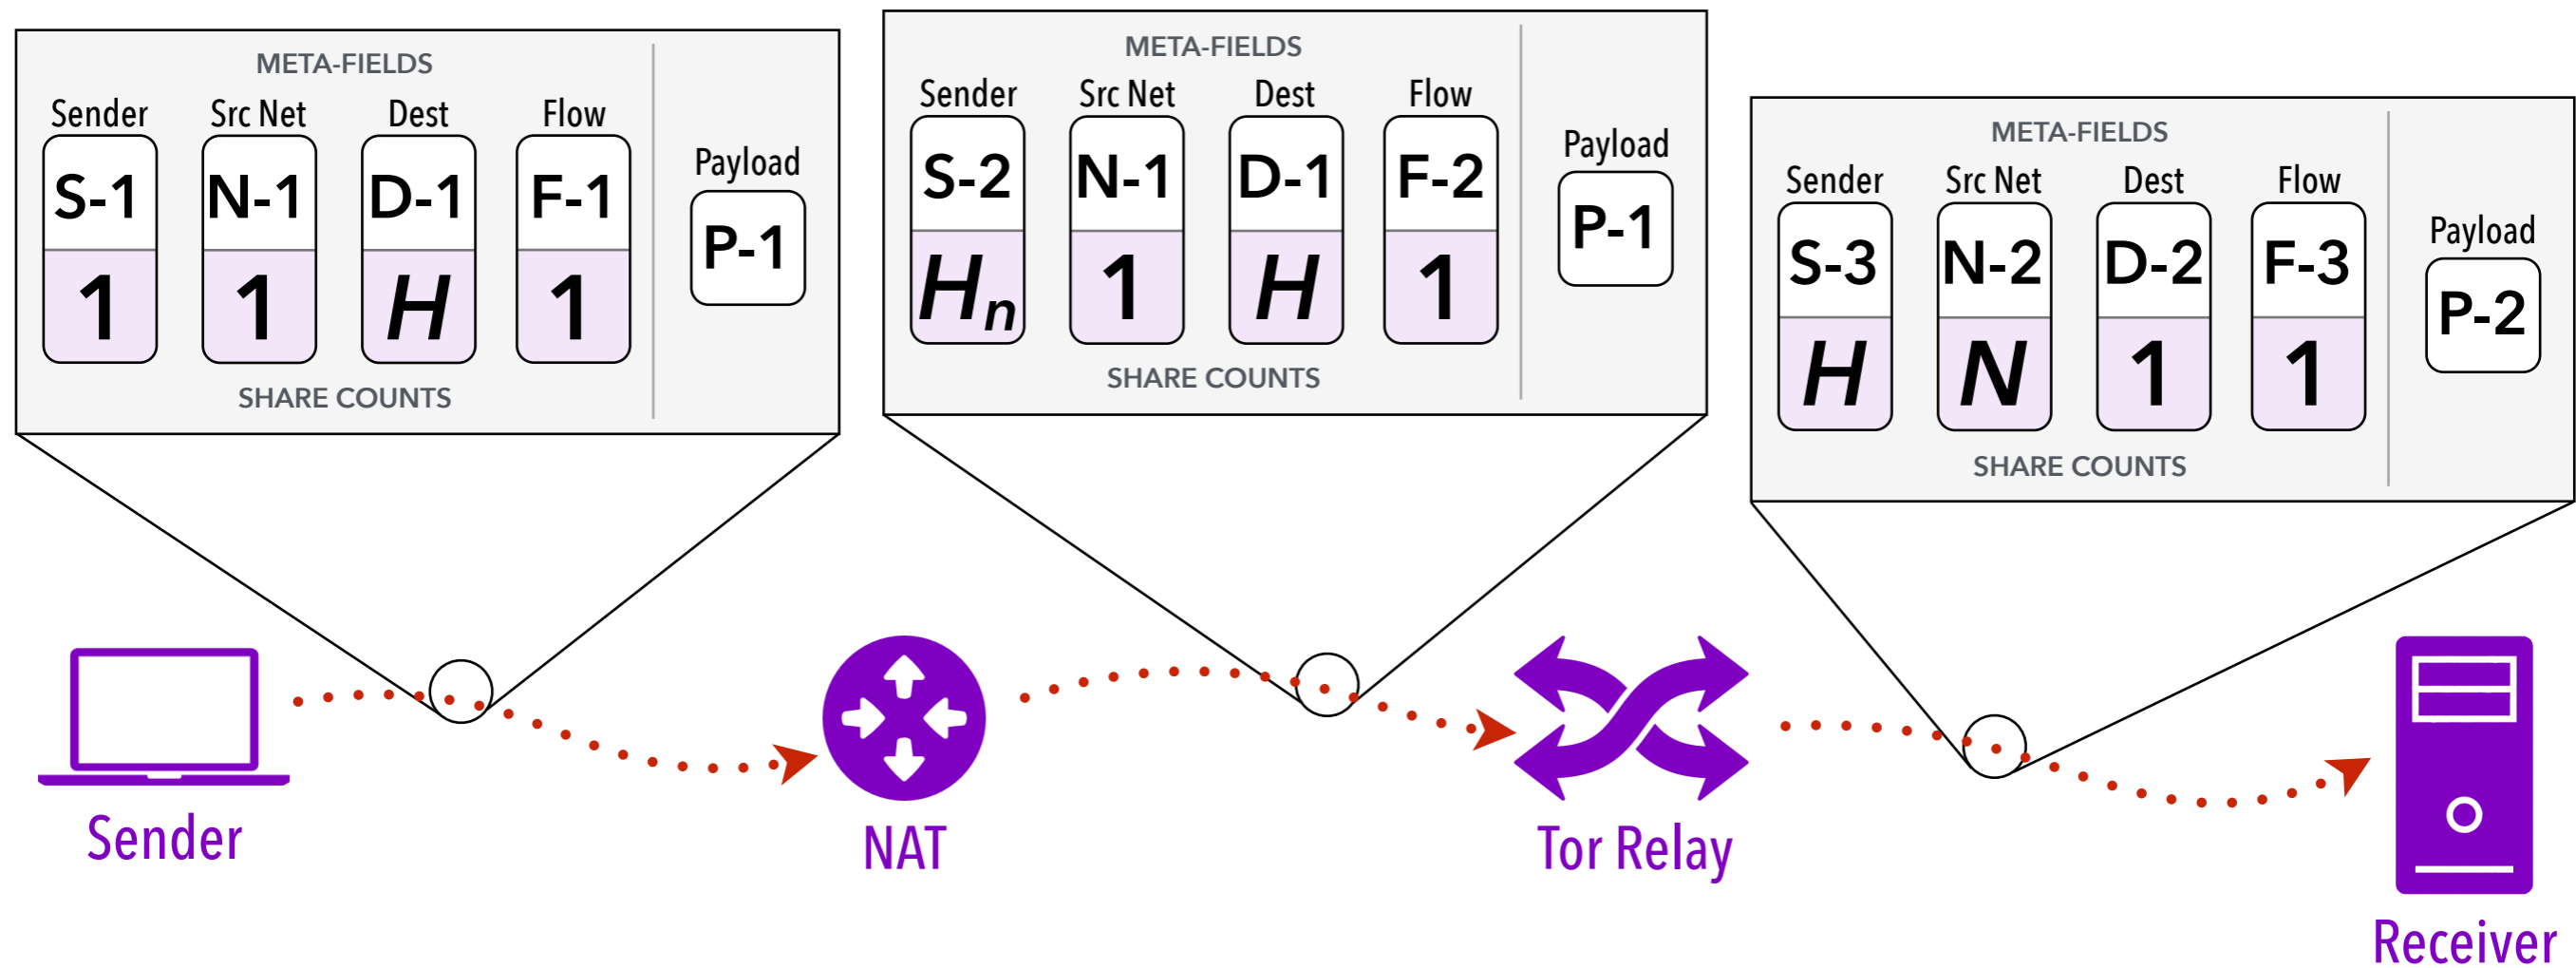 META-FIELDS
Sender Src Net Dest Flow
Payload
S-1 N-1 D-1 F-1
P-1
1 1 H 1
SHARE COUNTS
META-FIELDS
Sender Src Net Dest Flow
Payload
S-2 N-1 D-1 F-2
P-1
Hn 1 H 1
SHARE COUNTS
META-FIELDS
Sender Src Net Dest Flow
Payload
S-3 N-2 D-2 F-3
P-2
H N 1 1
SHARE COUNTS
Sender
NAT
Tor Relay
Receiver